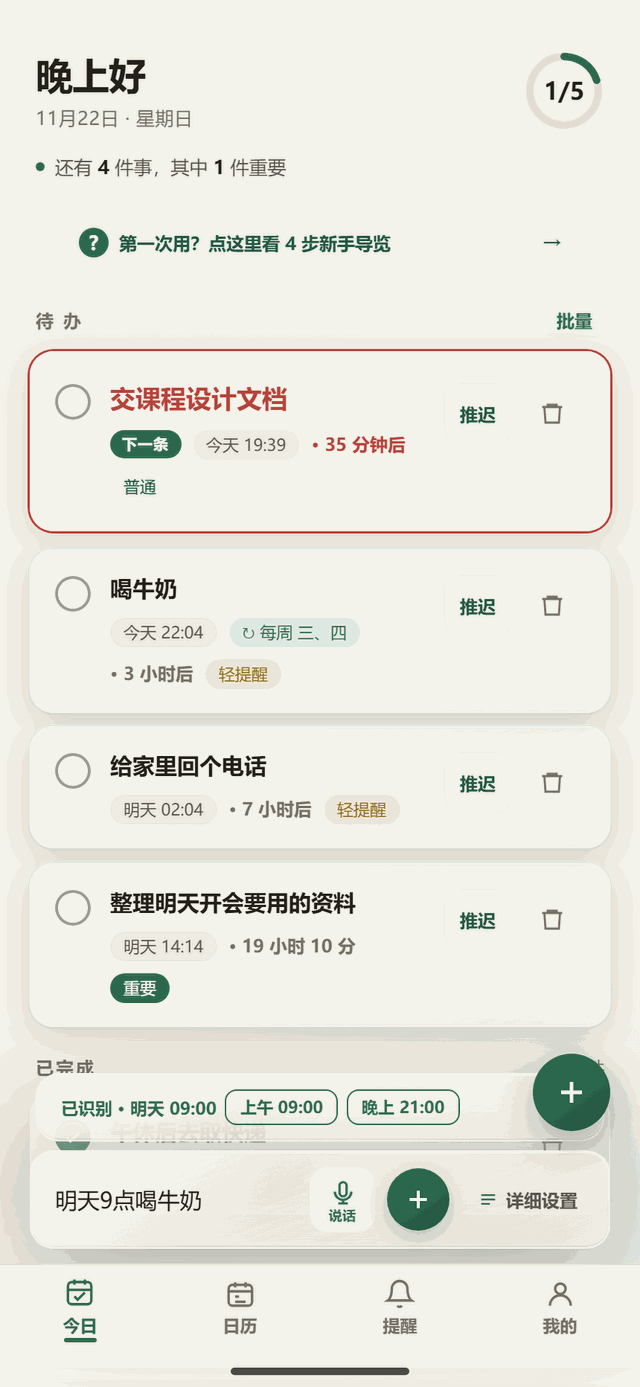 晚上好
1/5
11月22日 · 星期日
还有 4 件事，其中 1 件重要
? 第一次用？点这里看 4 步新手导览 →
待 办
批量
交课程设计文档
推迟
下一条 今天 19:39 • 35 分钟后
普通
喝牛奶
推迟
今天 22:04 ↻ 每周 三、四
• 3 小时后 轻提醒
给家里回个电话
推迟
明天 02:04 • 7 小时后 轻提醒
整理明天开会要用的资料
推迟
明天 14:14 • 19 小时 10 分
重要
已完成
已识别 • 明天 09:00 上午 09:00 晚上 21:00
午休后去取快递
明天9点喝牛奶
说话
详细设置
今日 日历 提醒 我的